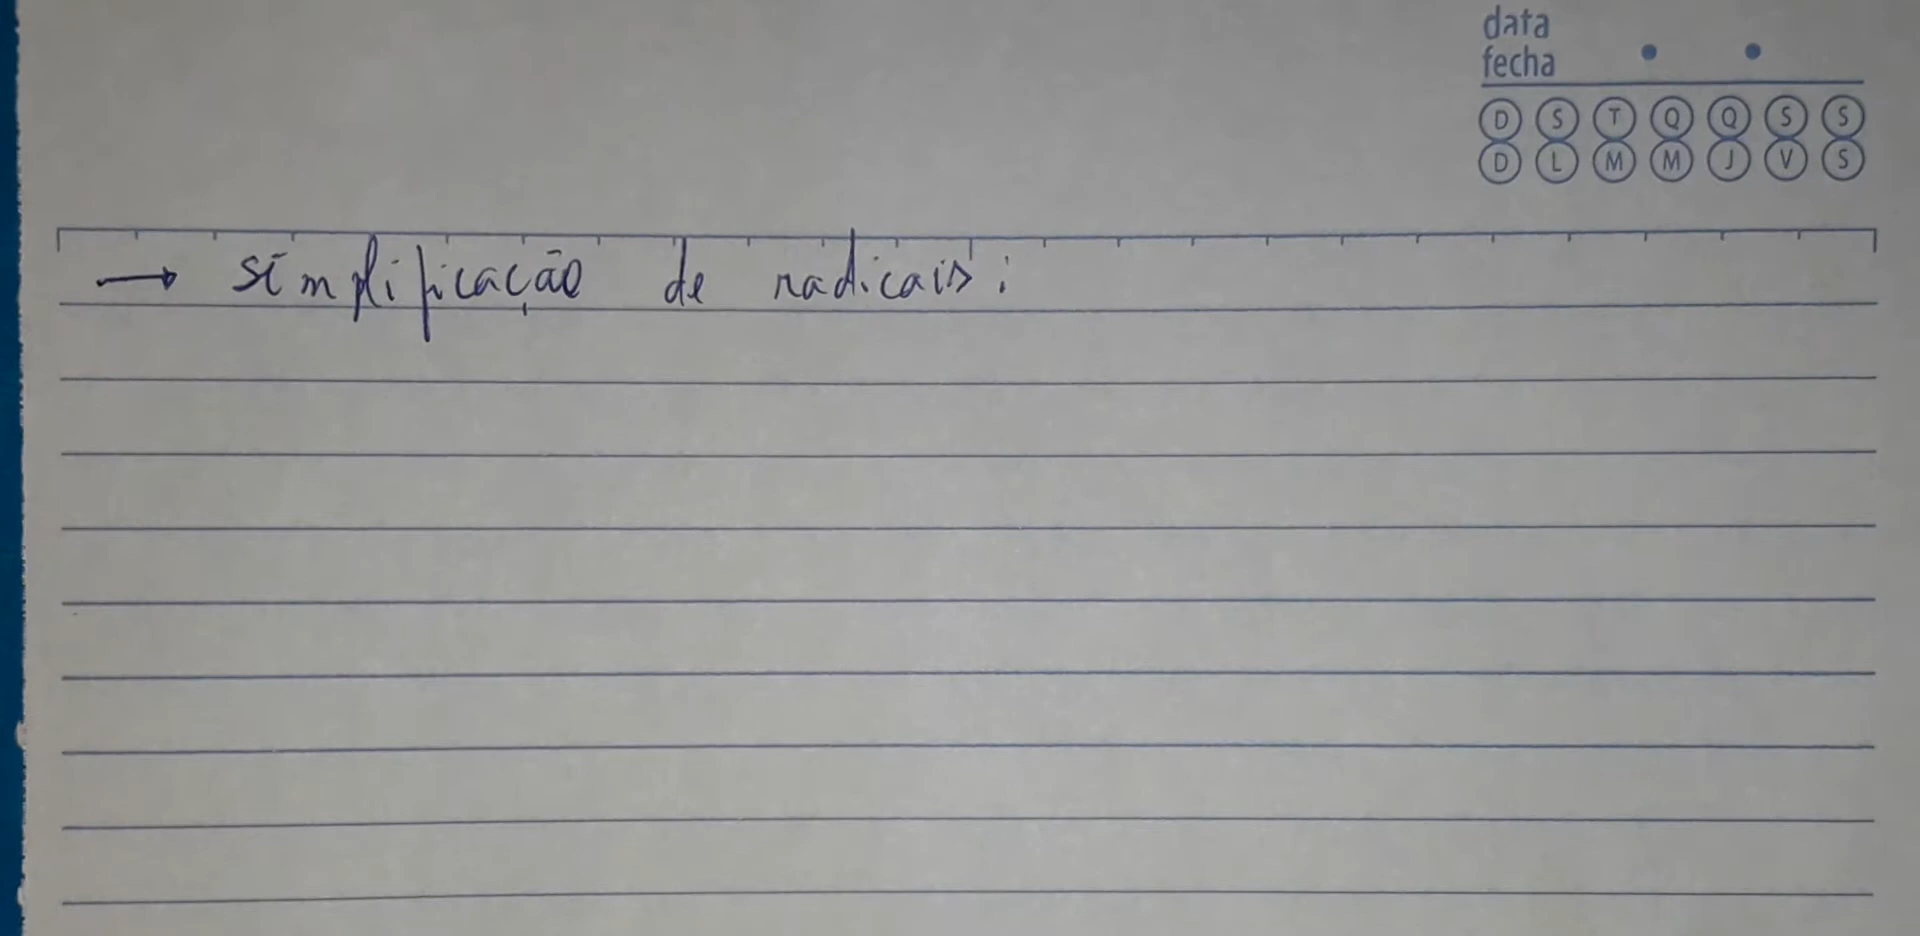 data
fecha
D S T Q Q S S
D L M M J V S
→ simplificação de radicais: